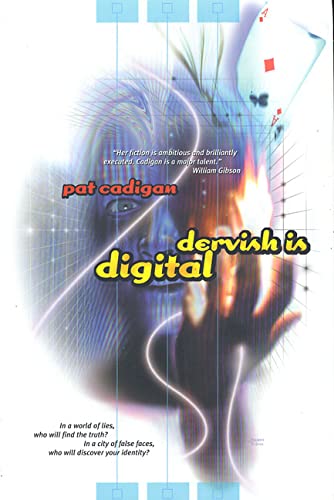 A
"Her fiction is ambitious and brilliantly
executed. Cadigan is a major talent."
William Gibson
pat cadigan
dervish is
digital
In a world of lies,
who will find the truth?
In a city of false faces,
who will discover your identity?